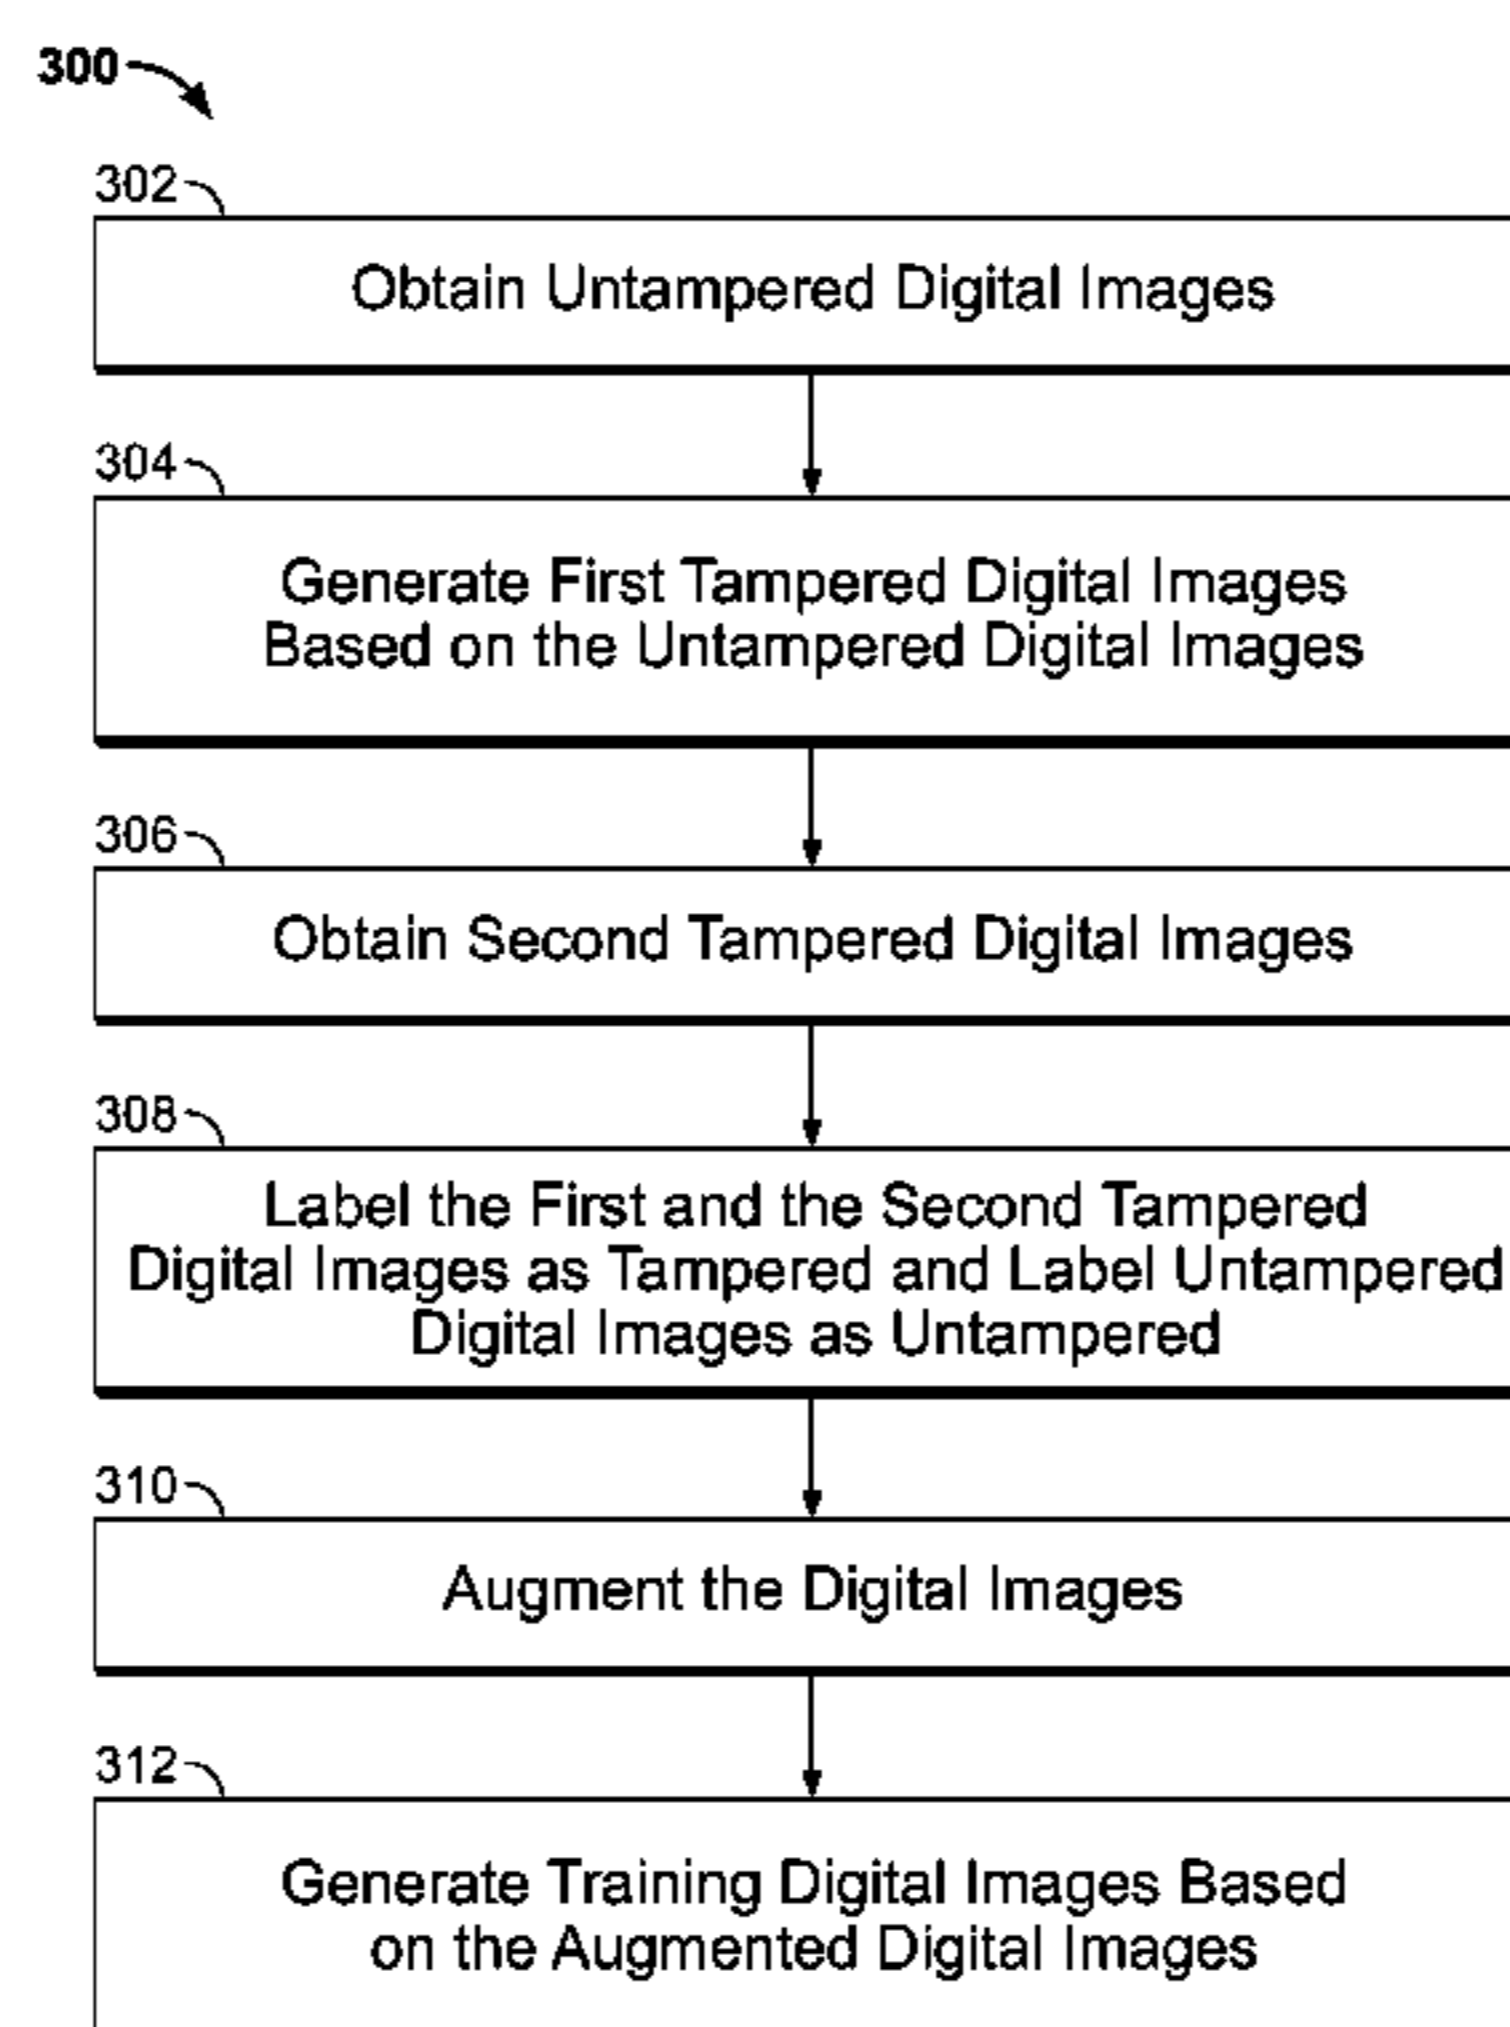 300
302
Obtain Untampered Digital Images
304
Generate First Tampered Digital Images
Based on the Untampered Digital Images
306
Obtain Second Tampered Digital Images
308
Label the First and the Second Tampered
Digital Images as Tampered and Label Untampered
Digital Images as Untampered
310
Augment the Digital Images
312
Generate Training Digital Images Based
on the Augmented Digital Images